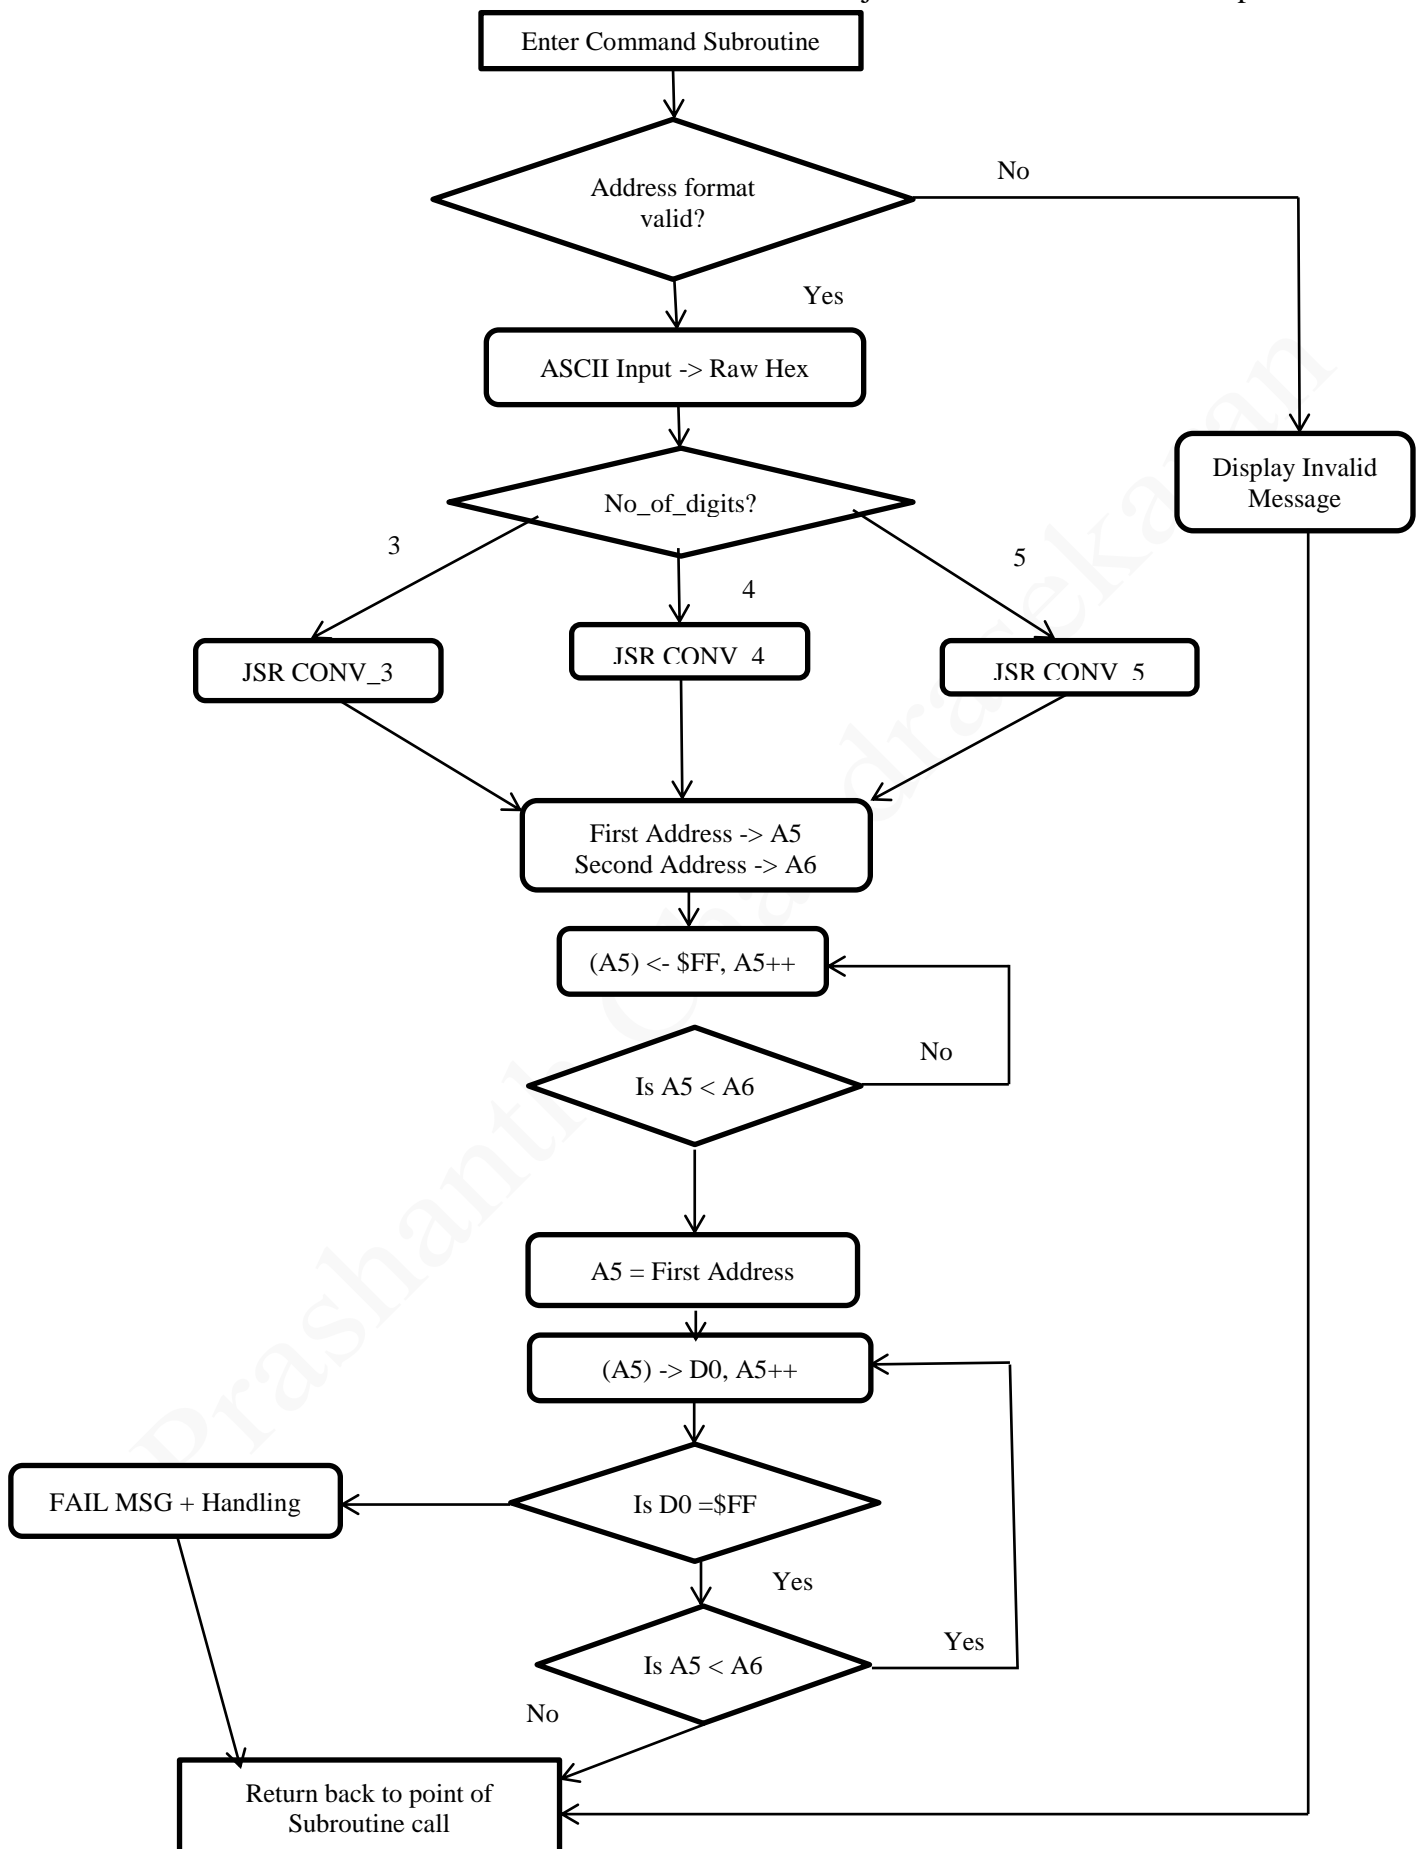 Enter Command Subroutine
No
Address format
valid?
Yes
ASCII Input -> Raw Hex
Display Invalid
Message
No_of_digits?
3
5
4
JSR CONV_3
JSR CONV_4
JSR CONV_5
First Address -> A5
Second Address -> A6
(A5) <- $FF, A5++
No
Is A5 < A6
A5 = First Address
(A5) -> D0, A5++
FAIL MSG + Handling
Is D0 =$FF
Yes
Yes
Is A5 < A6
No
Return back to point of
Subroutine call
Prashanth Chandrasekaran